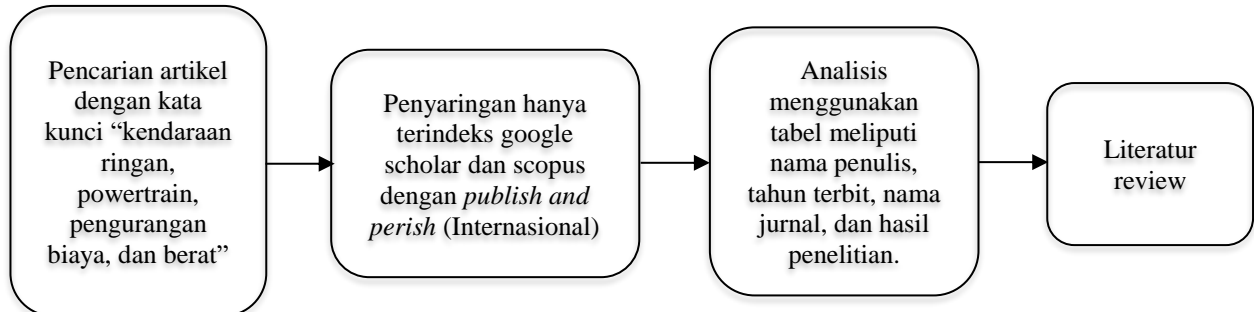 Pencarian artikel
dengan kata
kunci “kendaraan
ringan,
powertrain,
pengurangan
biaya, dan berat”
Penyaringan hanya
terindeks google
scholar dan scopus
dengan publish and
perish (Internasional)
Analisis
menggunakan
tabel meliputi
nama penulis,
tahun terbit, nama
jurnal, dan hasil
penelitian.
Literatur
review